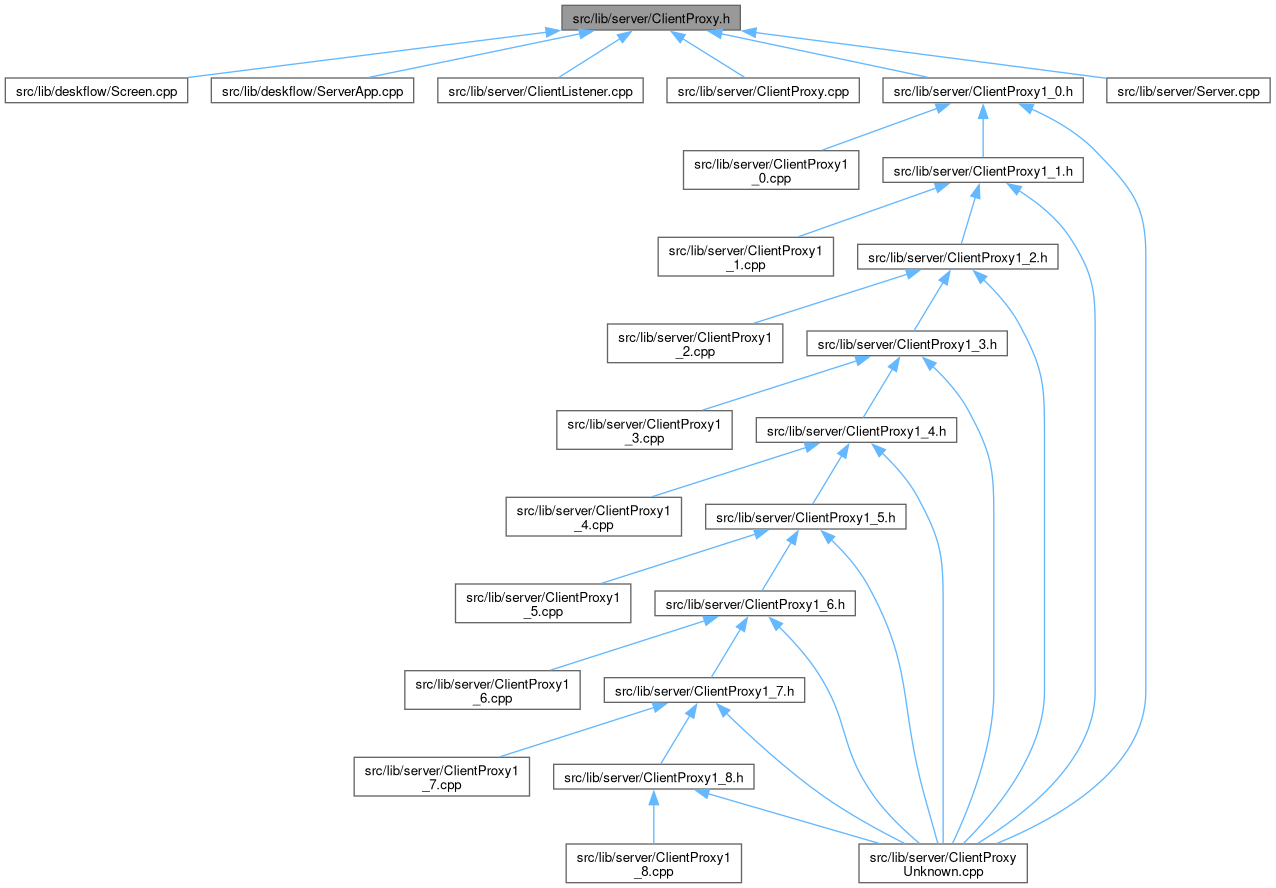 src/lib/server/ClientProxy.h
src/lib/deskflow/Screen.cpp
src/lib/deskflow/ServerApp.cpp
src/lib/server/ClientListener.cpp
src/lib/server/ClientProxy.cpp
src/lib/server/ClientProxy1_0.h
src/lib/server/Server.cpp
src/lib/server/ClientProxy1
_0.cpp
src/lib/server/ClientProxy1_1.h
src/lib/server/ClientProxy1
_1.cpp
src/lib/server/ClientProxy1_2.h
src/lib/server/ClientProxy1
_2.cpp
src/lib/server/ClientProxy1_3.h
src/lib/server/ClientProxy1
_3.cpp
src/lib/server/ClientProxy1_4.h
src/lib/server/ClientProxy1
_4.cpp
src/lib/server/ClientProxy1_5.h
src/lib/server/ClientProxy1
_5.cpp
src/lib/server/ClientProxy1_6.h
src/lib/server/ClientProxy1
_6.cpp
src/lib/server/ClientProxy1_7.h
src/lib/server/ClientProxy1
_7.cpp
src/lib/server/ClientProxy1_8.h
src/lib/server/ClientProxy1
_8.cpp
src/lib/server/ClientProxy
Unknown.cpp